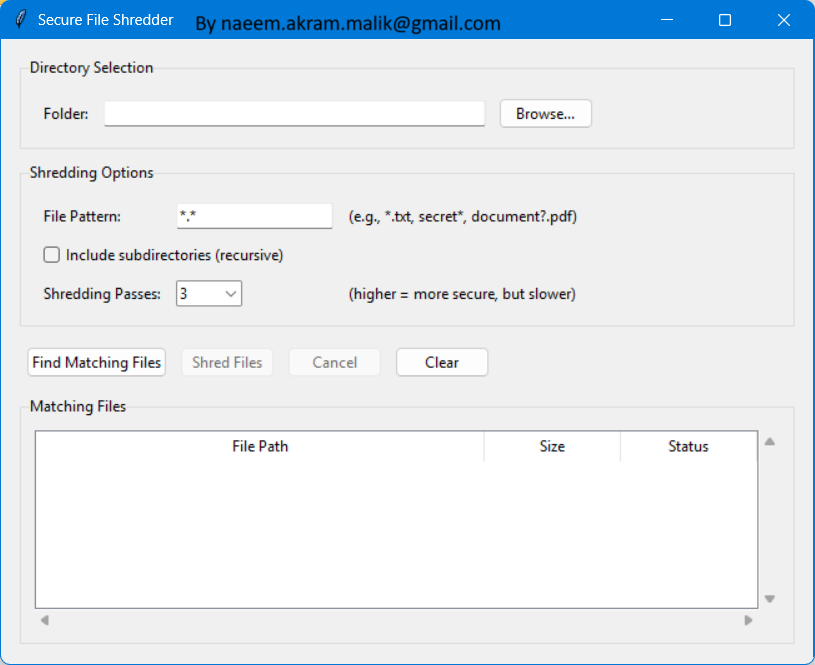 Secure File Shredder By naeem.akram.malik@gmail.com
Directory Selection
Folder: Browse...
Shredding Options
File Pattern: *.* (e.g., *.txt, secret*, document?.pdf)
Include subdirectories (recursive)
Shredding Passes: 3 (higher = more secure, but slower)
Find Matching Files Shred Files Cancel Clear
Matching Files
File Path Size Status